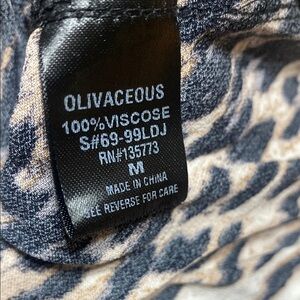 OLIVACEOUS
100%VISCOSE
S#69-99LDJ
RN#135773
M
MADE IN CHINA
SEE REVERSE FOR CARE